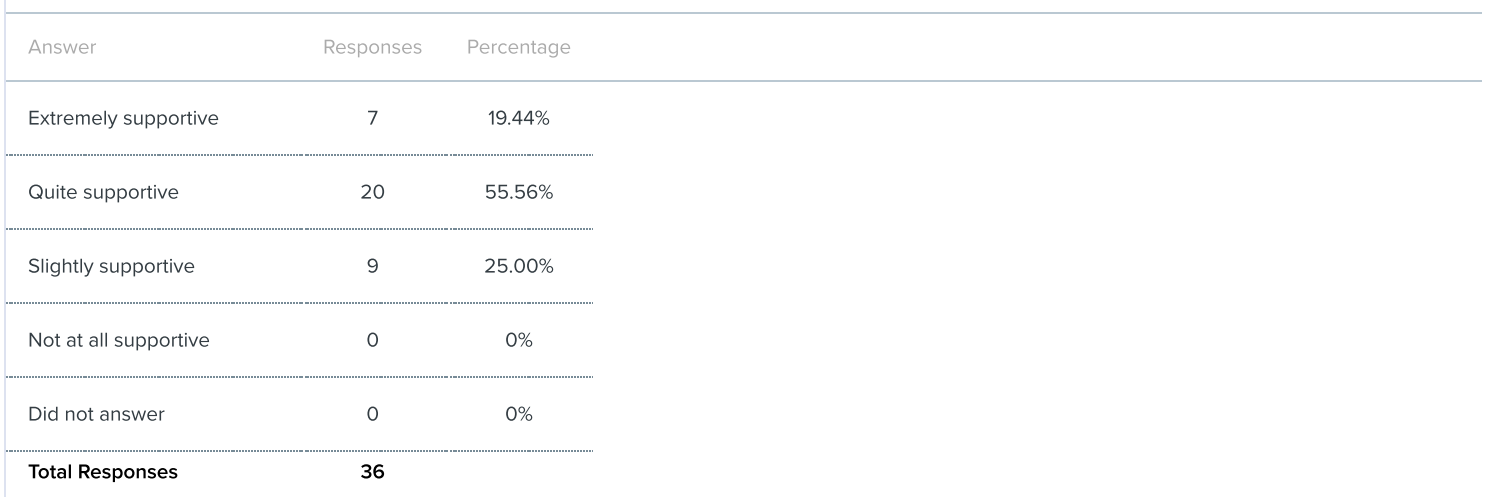 Answer Responses Percentage
Extremely supportive 7 19.44%
Quite supportive 20 55.56%
Slightly supportive 9 25.00%
Not at all supportive 0 0%
Did not answer 0 0%
Total Responses 36